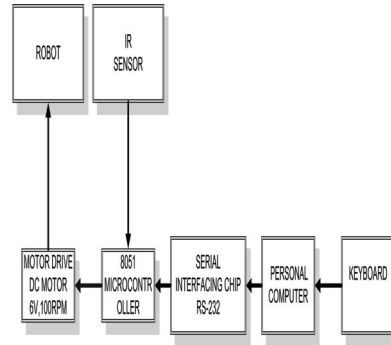 ROBOT
IR
SENSOR
MOTOR DRIVE
DC MOTOR
6V,100RPM
8051
MICROCONTR
OLLER
SERIAL
INTERFACING CHIP
RS-232
PERSONAL
COMPUTER
KEYBOARD